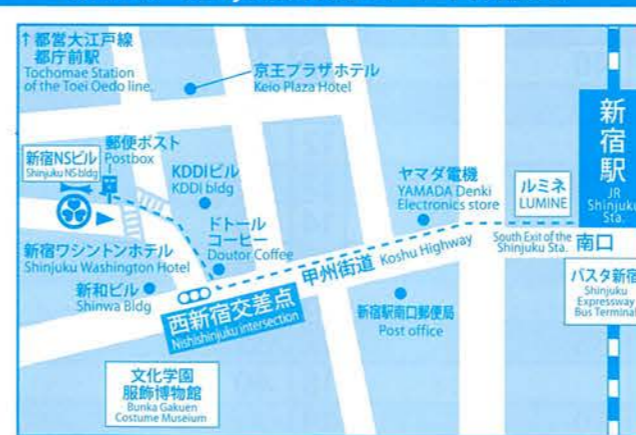 ↑都営大江戸線
都庁前駅
Tochomae Station
of the Toei Oedo line.
京王プラザホテル
Keio Plaza Hotel
郵便ポスト
Postbox
新宿NSビル
Shinjuku NS bldg
KDDIビル
KDDI bldg
ヤマダ電機
YAMADA Denki
Electronics store
ルミネ
LUMINE
新宿駅
JR
Shinjuku
Sta.
新宿ワシントンホテル
Shinjuku Washington Hotel
ドトール
コーヒー
Doutor Coffee
甲州街道 Koshu Highway
South Exit of the
Shinjuku Sta.
南口
新和ビル
Shinwa Bldg
西新宿交差点
Nishishinjuku intersection
新宿駅南口郵便局
Post office
バスタ新宿
Shinjuku
Expressway
Bus Terminal
文化学園
服飾博物館
Bunka Gakuen
Costume Museium